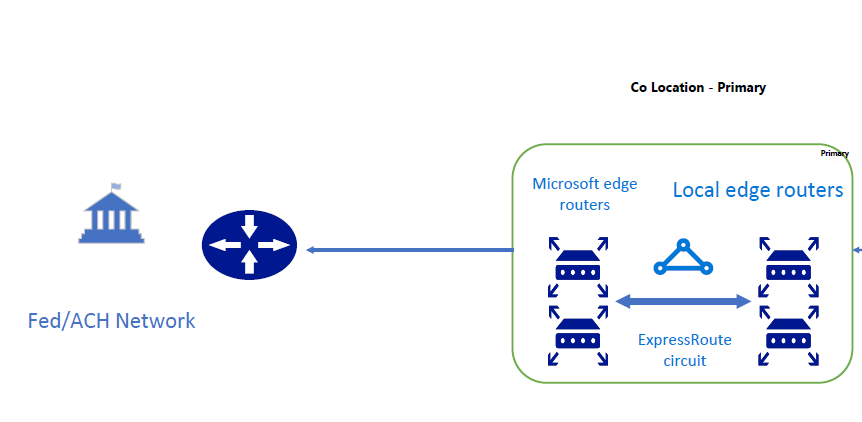 Co Location - Primary
Primary
Microsoft edge
routers
Local edge routers
Fed/ACH Network
ExpressRoute
circuit